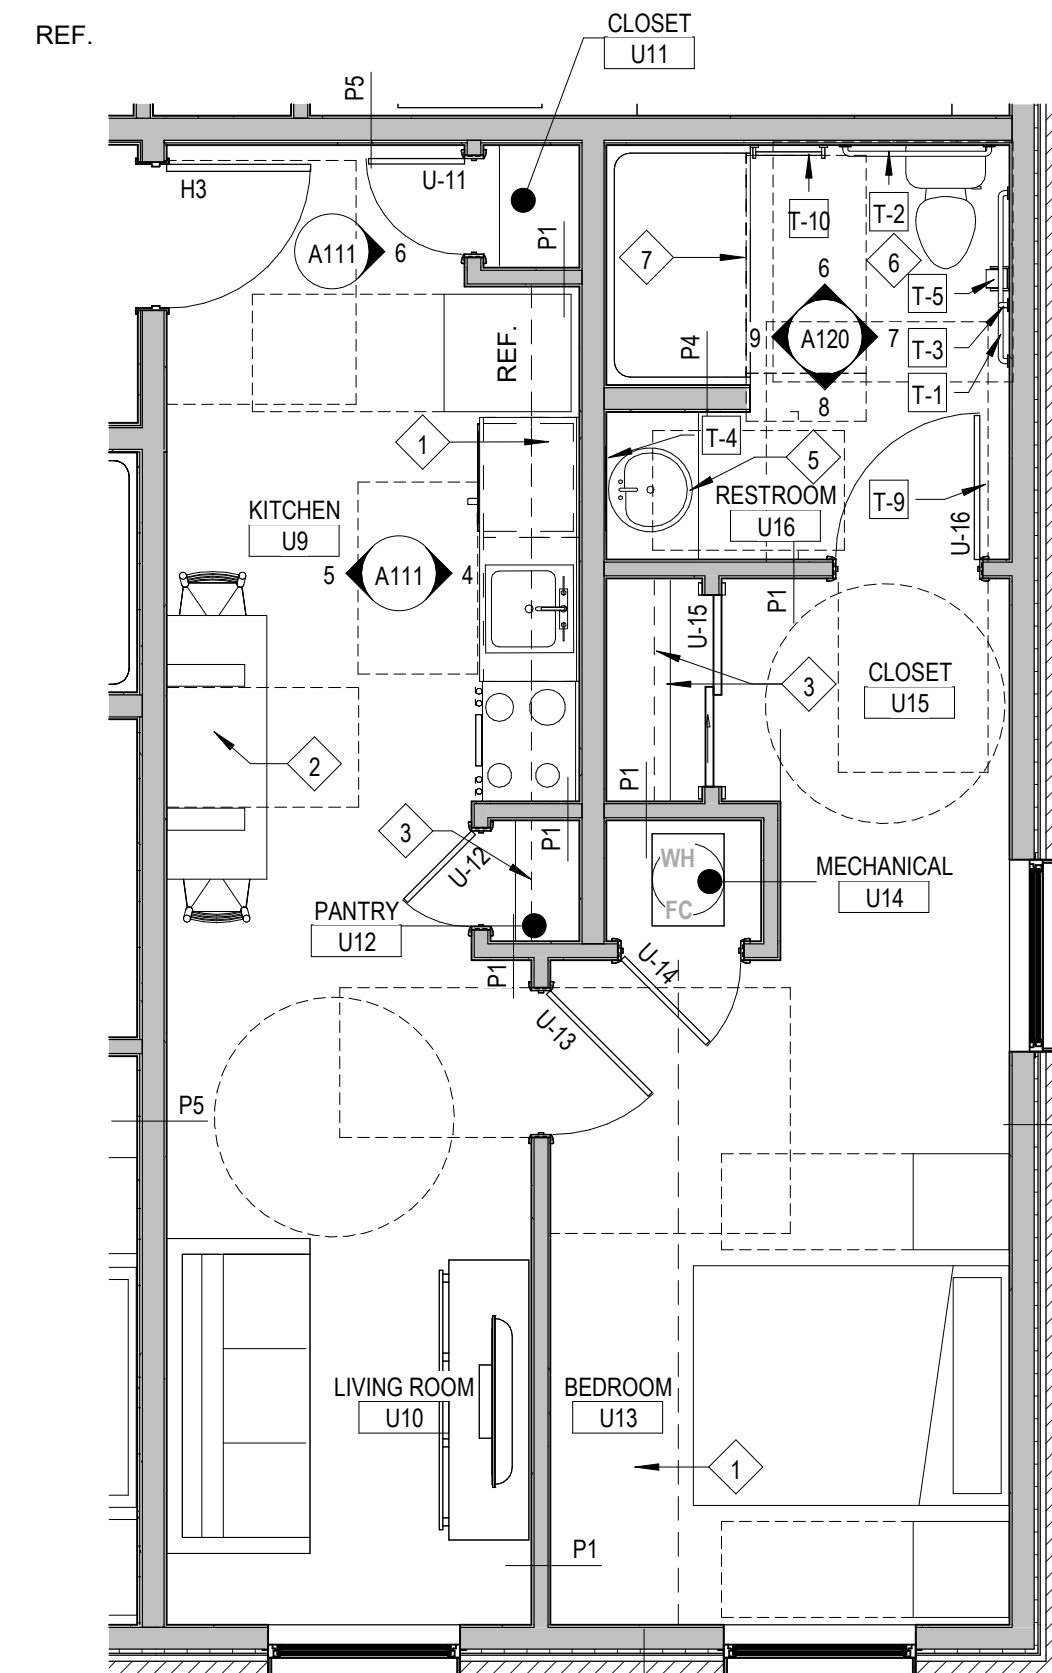 REF.
CLOSET
U11
P5
H3
U-11
A111
6
P1
7
T-10
T-2
6
T-5
6
9
A120
7
8
T-3
T-1
REF.
P4
1
T-4
5
RESTROOM
U16
T-9
U-16
KITCHEN
U9
5
A111
4
P1
U-15
3
CLOSET
U15
2
P1
3
U-12
P1
WH
FC
MECHANICAL
U14
PANTRY
U12
P1
U-14
U-13
P5
LIVING ROOM
U10
BEDROOM
U13
1
P1